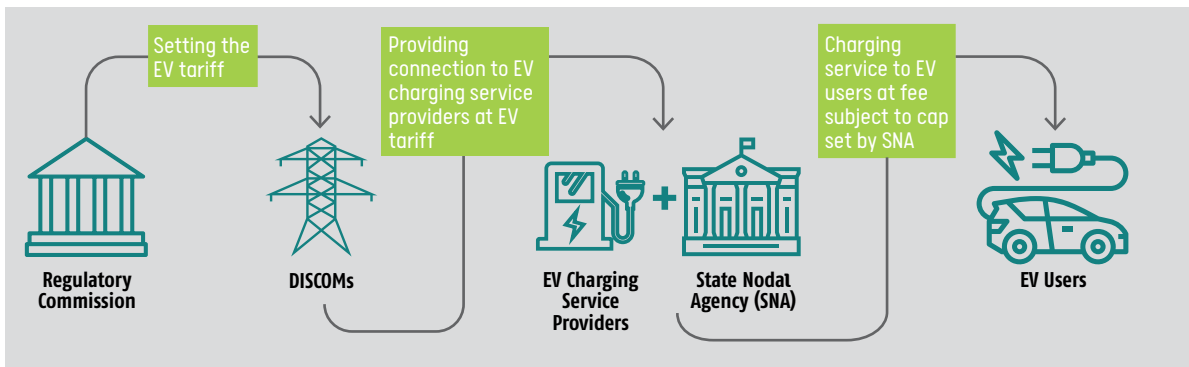 Setting the
EV tariff
Providing
connection to EV
charging service
providers at EV
tariff
Charging
service to EV
users at fee
subject to cap
set by SNA
Regulatory
Commission
DISCOMs
EV Charging
Service
Providers
State Nodal
Agency (SNA)
EV Users